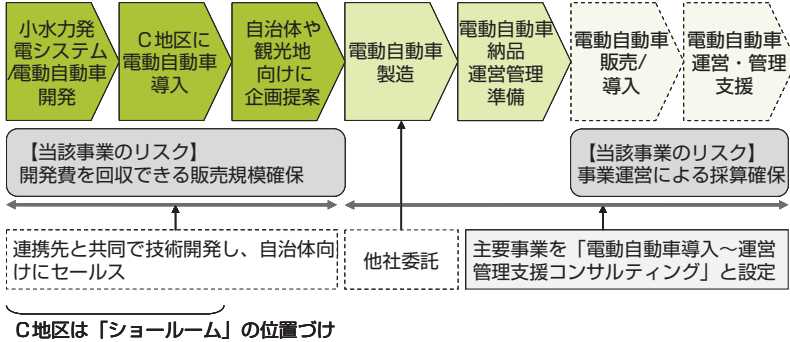 小水力発
電システム
/電動自動車
開発
C地区に
電動自動車
導入
自治体や
観光地
向けに
企画提案
電動自動車
製造
電動自動車
納品
運営管理
準備
電動自動車
販売/
導入
電動自動車
運営・管理
支援
【当該事業のリスク】
開発費を回収できる販売規模確保
【当該事業のリスク】
事業運営による採算確保
連携先と共同で技術開発し、自治体向
けにセールス
他社委託
主要事業を「電動自動車導入〜運営
管理支援コンサルティング」と設定
C地区は「ショールーム」の位置づけ